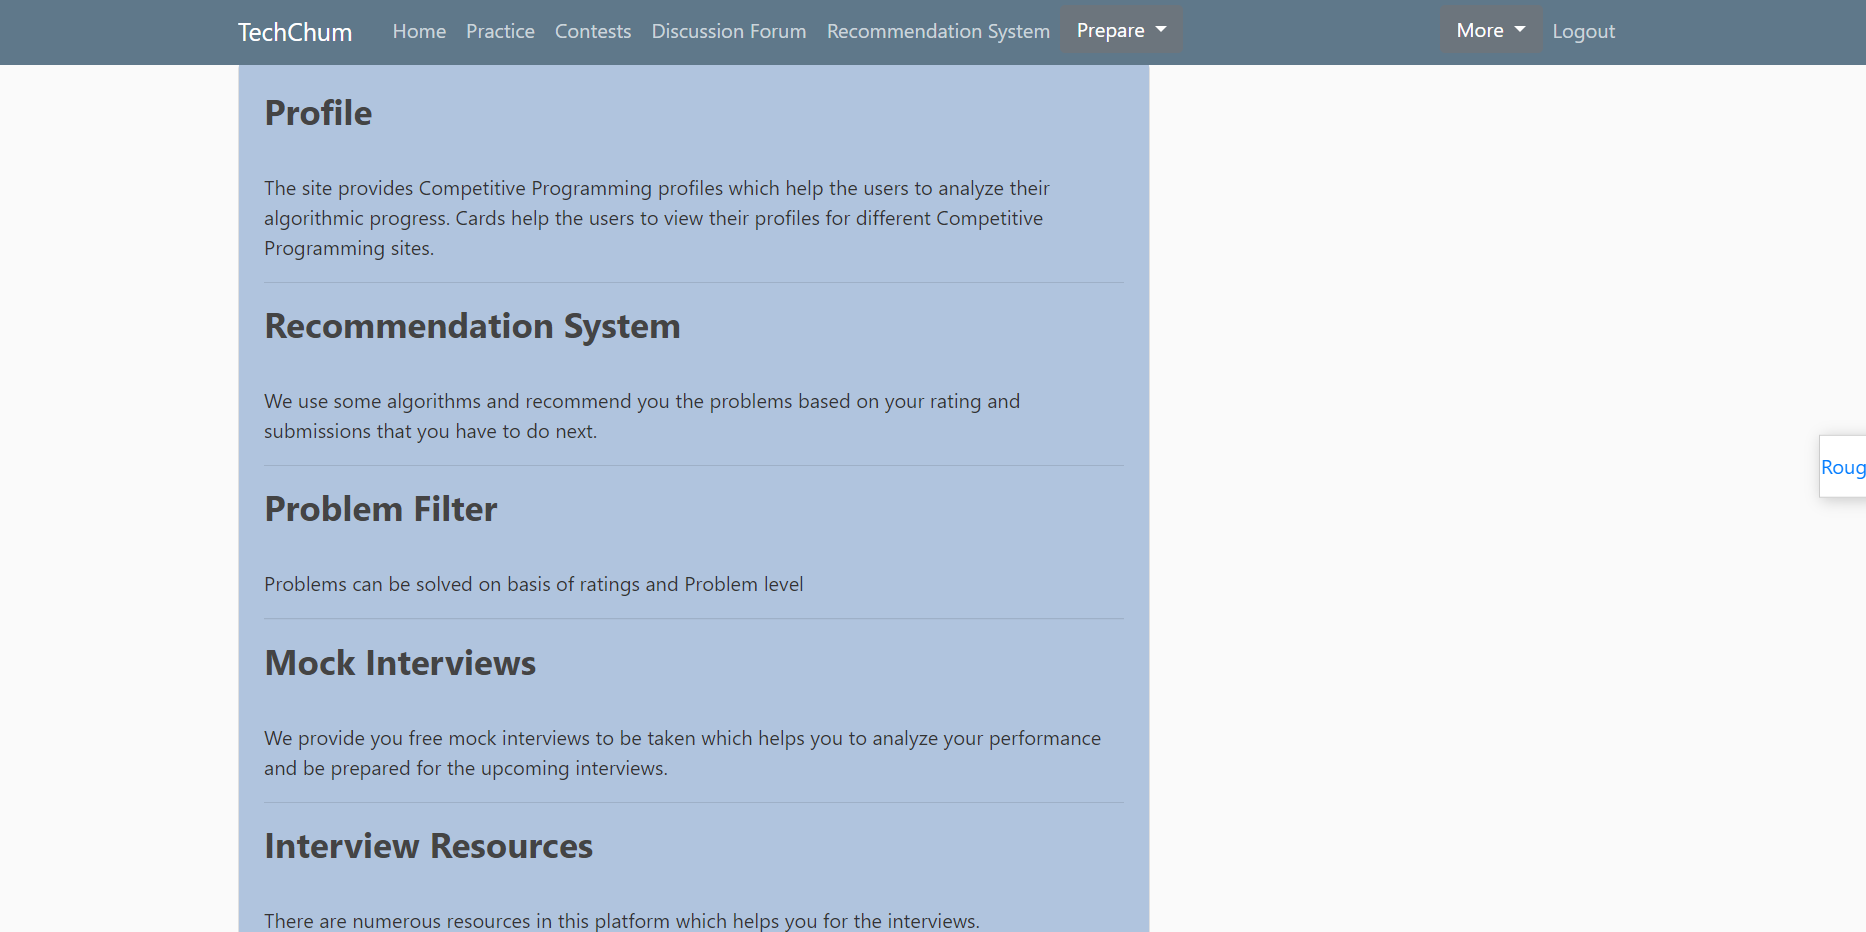 TechChum Home Practice Contests Discussion Forum Recommendation System Prepare More Logout
Profile
The site provides Competitive Programming profiles which help the users to analyze their
algorithmic progress. Cards help the users to view their profiles for different Competitive
Programming sites.
Recommendation System
We use some algorithms and recommend you the problems based on your rating and
submissions that you have to do next.
Roug
Problem Filter
Problems can be solved on basis of ratings and Problem level
Mock Interviews
We provide you free mock interviews to be taken which helps you to analyze your performance
and be prepared for the upcoming interviews.
Interview Resources
There are numerous resources in this platform which helps you for the interviews.